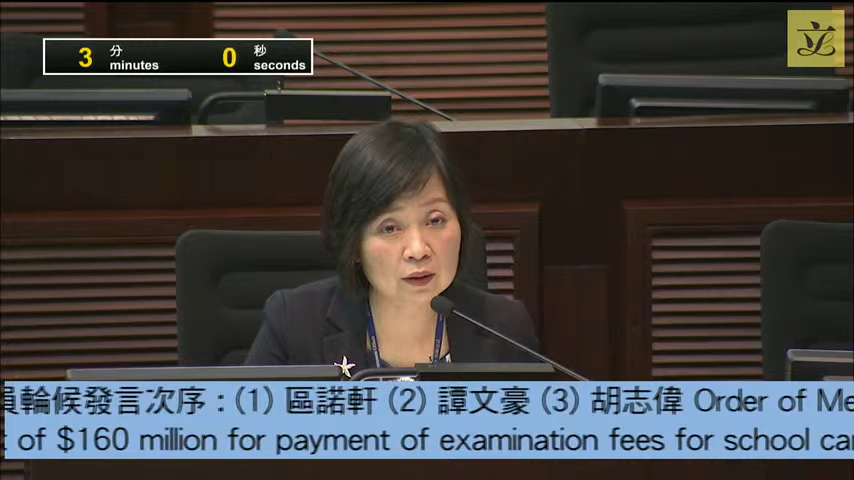 3 分 minutes 0 秒 seconds
立
員輪候發言次序 : (1) 區諾軒 (2) 譚文豪 (3) 胡志偉 Order of Me
t of $160 million for payment of examination fees for school can